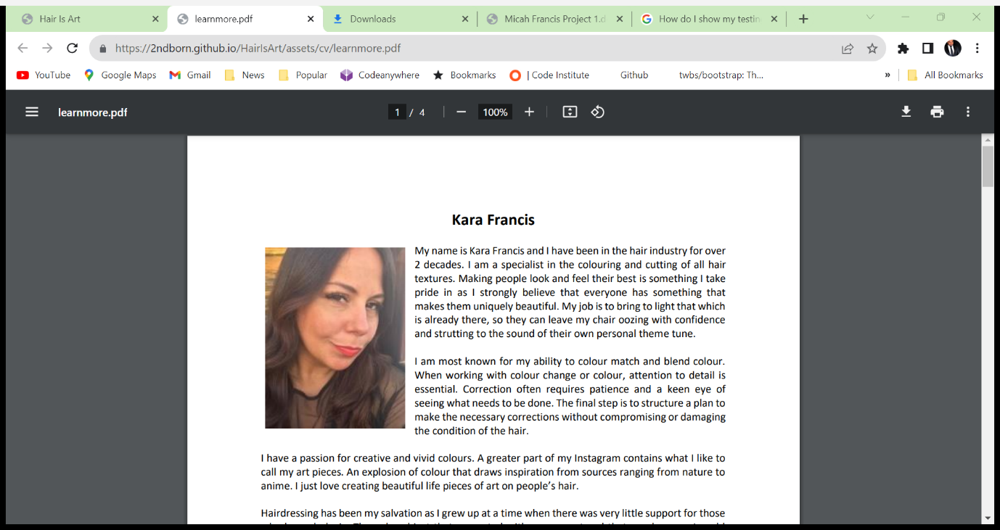 Hair Is Art
learnmore.pdf
Downloads
Micah Francis Project 1.d
How do I show my testin
https://2ndborn.github.io/HairIsArt/assets/cv/learnmore.pdf
YouTube Google Maps Gmail News Popular Codeanywhere Bookmarks | Code Institute Github twbs/bootstrap: Th... » All Bookmarks
learnmore.pdf 1 / 4 100%
Kara Francis
My name is Kara Francis and I have been in the hair industry for over
2 decades. I am a specialist in the colouring and cutting of all hair
textures. Making people look and feel their best is something I take
pride in as I strongly believe that everyone has something that
makes them uniquely beautiful. My job is to bring to light that which
is already there, so they can leave my chair oozing with confidence
and strutting to the sound of their own personal theme tune.
I am most known for my ability to colour match and blend colour.
When working with colour change or colour, attention to detail is
essential. Correction often requires patience and a keen eye of
seeing what needs to be done. The final step is to structure a plan to
make the necessary corrections without compromising or damaging
the condition of the hair.
I have a passion for creative and vivid colours. A greater part of my Instagram contains what I like to
call my art pieces. An explosion of colour that draws inspiration from sources ranging from nature to
anime. I just love creating beautiful life pieces of art on people's hair.
Hairdressing has been my salvation as I grew up at a time when there was very little support for those